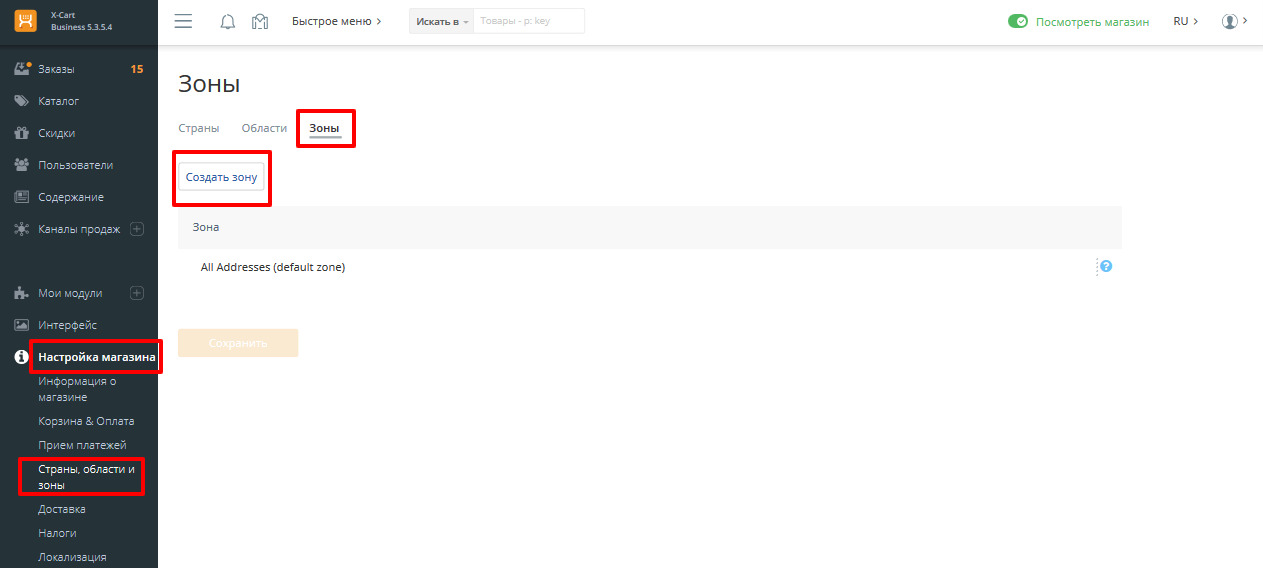 X-Cart
Business 5.3.5.4
Быстрое меню
Искать в
Товары - p: key
Посмотреть магазин
RU
Заказы 15
Каталог
Скидки
Пользователи
Содержание
Каналы продаж
Мои модули
Интерфейс
Настройка магазина
Информация о
магазине
Корзина & Оплата
Прием платежей
Страны, области и
зоны
Доставка
Налоги
Локализация
Зоны
Страны Области Зоны
Создать зону
Зона
All Addresses (default zone)
?
Сохранить